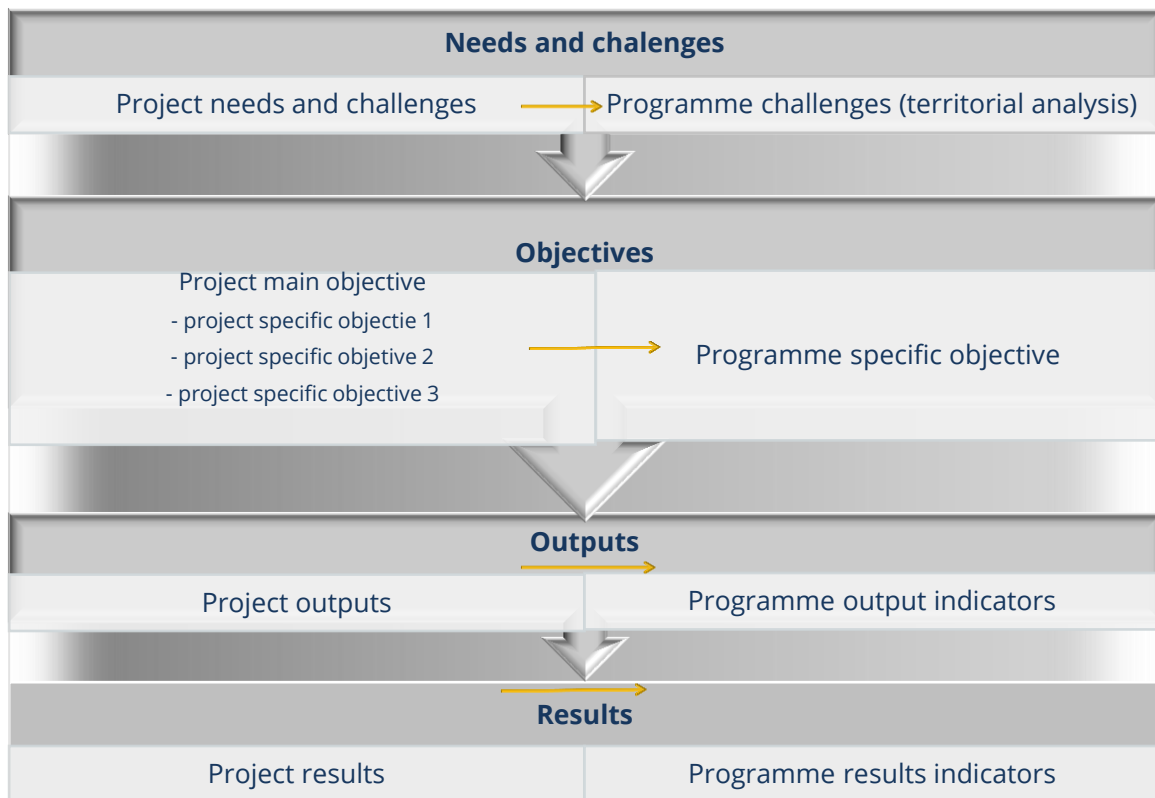 Needs and chalenges
Project needs and challenges
Programme challenges (territorial analysis)
Objectives
Project main objective
- project specific objectie 1
- project specific objetive 2
- project specific objective 3
Programme specific objective
Outputs
Project outputs
Programme output indicators
Results
Project results
Programme results indicators